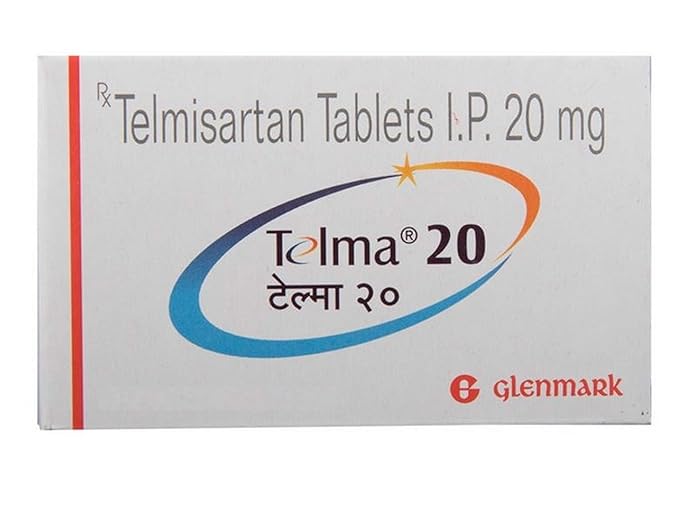 Rx Telmisartan Tablets I.P. 20 mg
Telma® 20
टेल्मा २०
glenmark